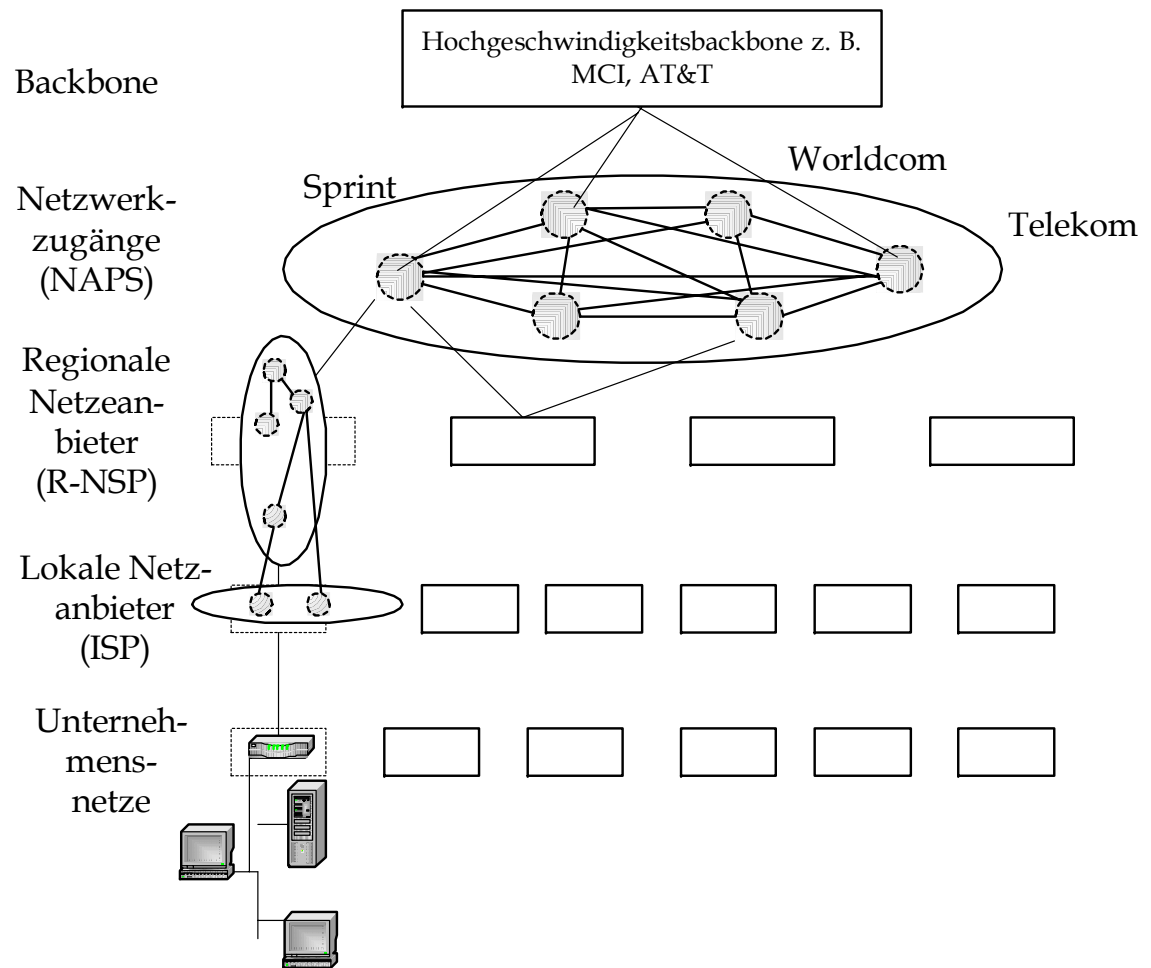 Hochgeschwindigkeitsbackbone z. B.
MCI, AT&T
Backbone
Worldcom
Sprint
Telekom
Netzwerk-
zugänge
(NAPS)
Regionale
Netzean-
bieter
(R-NSP)
Lokale Netz-
anbieter
(ISP)
Unterneh-
mens-
netze